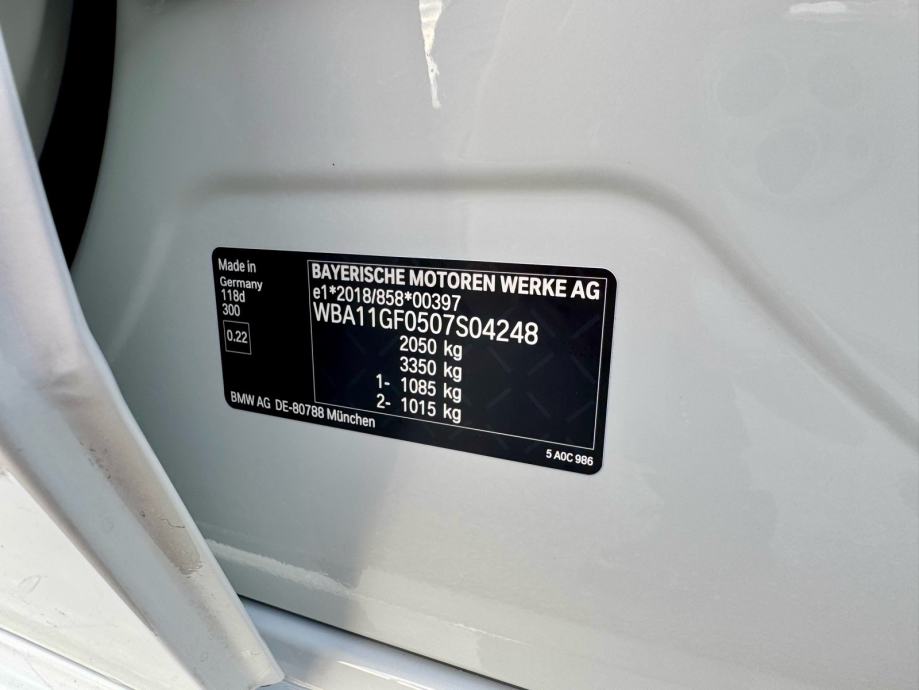 Made in
Germany
118d
300
0.22
BAYERISCHE MOTOREN WERKE AG
e1*2018/858*00397
WBA11GF0507S04248
2050 kg
3350 kg
1- 1085 kg
2- 1015 kg
BMW AG DE-80788 München
5 A0C 986